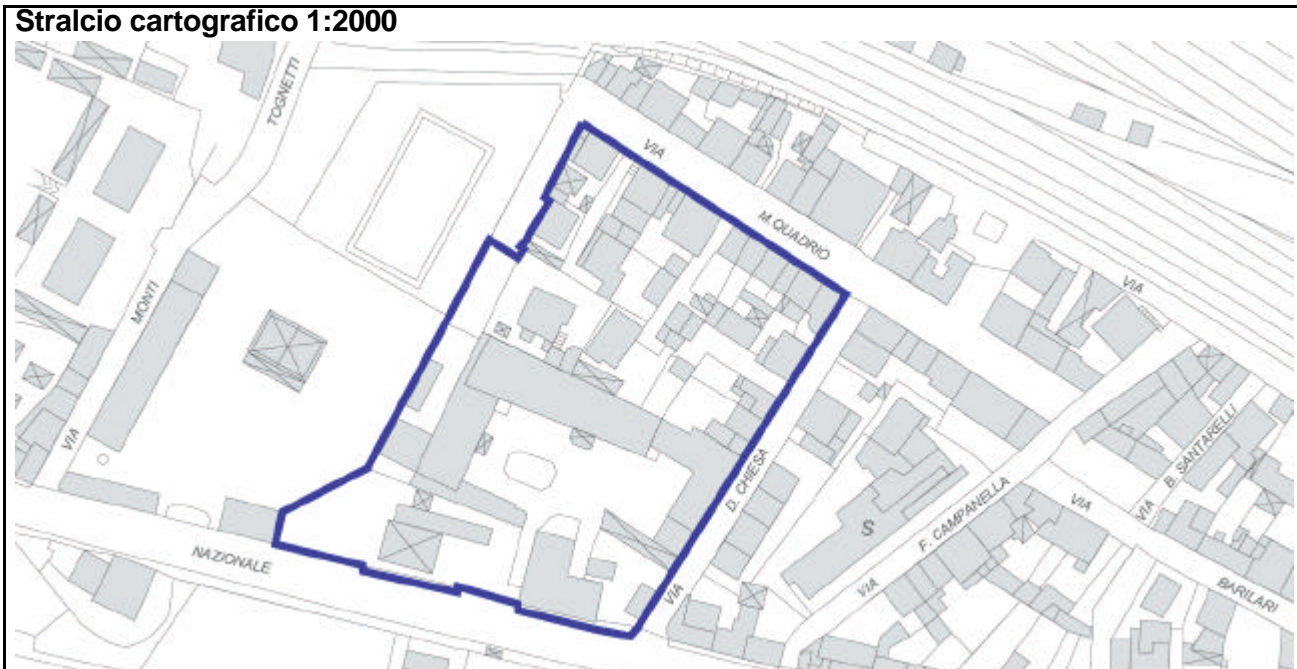 Stralcio cartografico 1:2000
TOGNETTI
VIA
M.QUADRIO
VIA
MONTI
VIA
D. CHIESA
VIA
B. SANTARELLI
VIA
F. CAMPANELLA
VIA
VIA
S
NAZIONALE
VIA
BARILARI